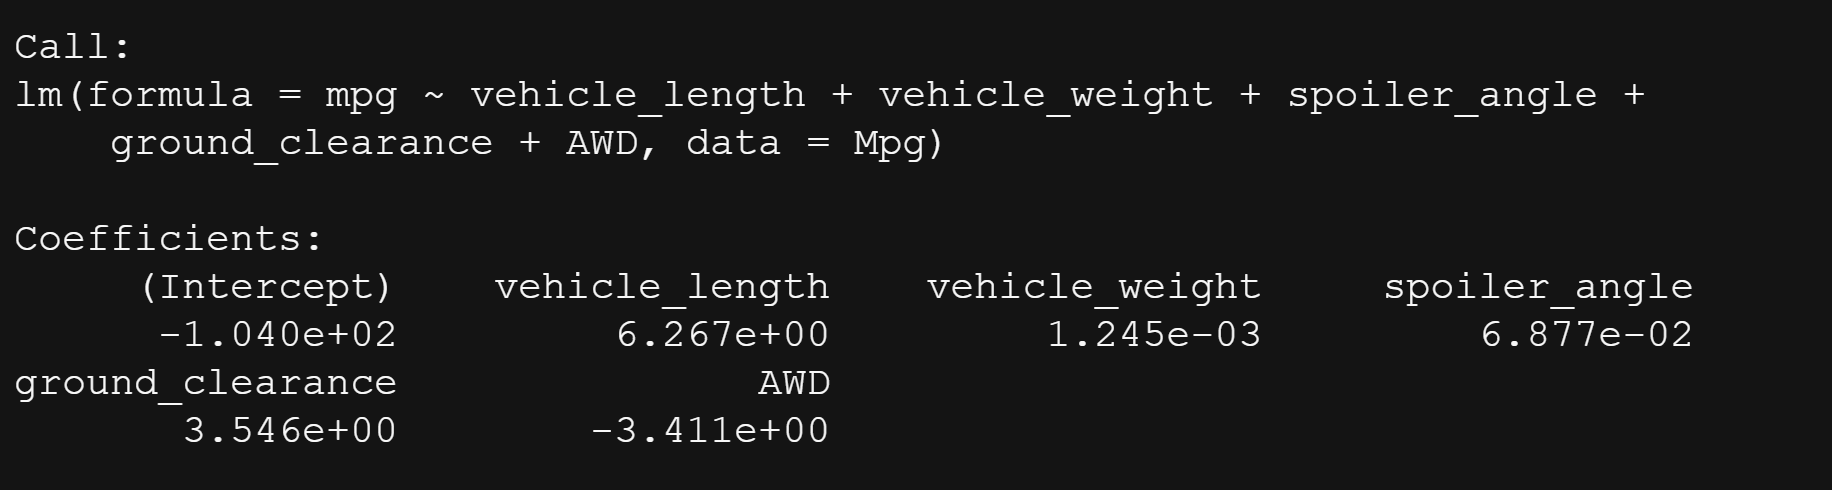 Call:
lm(formula = mpg ~ vehicle_length + vehicle_weight + spoiler_angle +
    ground_clearance + AWD, data = Mpg)

Coefficients:
     (Intercept)    vehicle_length    vehicle_weight     spoiler_angle
      -1.040e+02         6.267e+00         1.245e-03         6.877e-02
ground_clearance               AWD
       3.546e+00        -3.411e+00